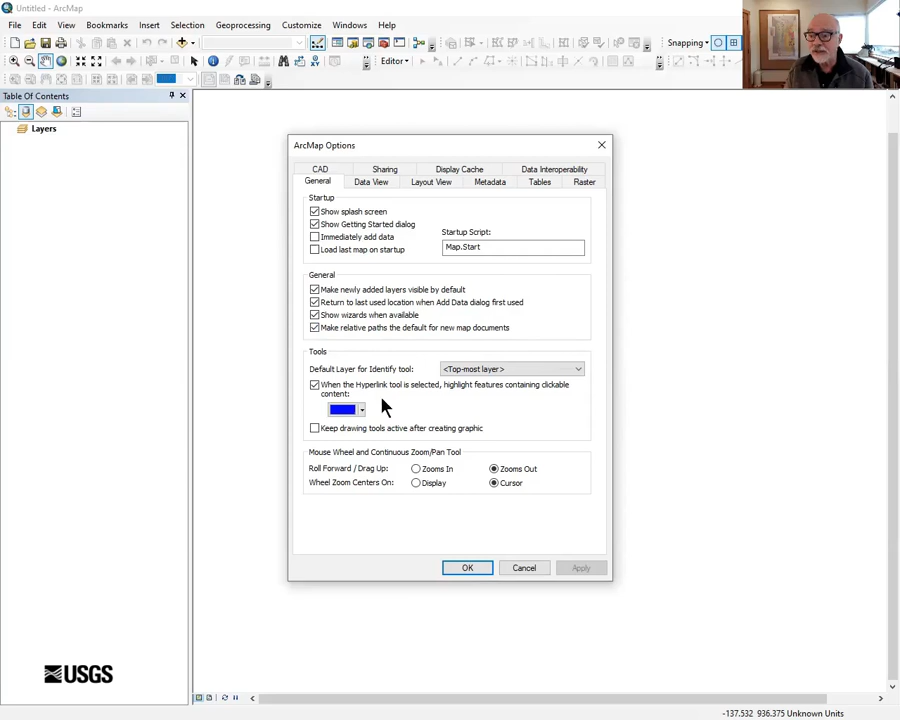 Untitled - ArcMap
File Edit View Bookmarks Insert Selection Geoprocessing Customize Windows Help
Snapping
Editor
Table Of Contents
Layers
ArcMap Options
CAD Sharing Display Cache Data Interoperability
General Data View Layout View Metadata Tables Raster
Startup
Show splash screen
Show Getting Started dialog
Immediately add data
Load last map on startup
Startup Script:
Map.Start
General
Make newly added layers visible by default
Return to last used location when Add Data dialog first used
Show wizards when available
Make relative paths the default for new map documents
Tools
Default Layer for Identify tool: <Top-most layer>
When the Hyperlink tool is selected, highlight features containing clickable
content:
Keep drawing tools active after creating graphic
Mouse Wheel and Continuous Zoom/Pan Tool
Roll Forward / Drag Up: Zooms In Zooms Out
Wheel Zoom Centers On: Display Cursor
OK Cancel Apply
USGS
-137.532 936.375 Unknown Units